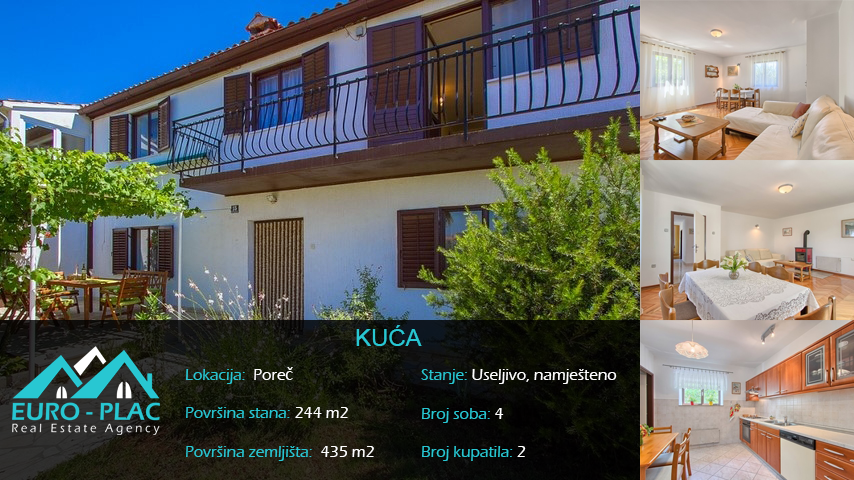 KUĆA
Lokacija: Poreč
Stanje: Useljivo, namješteno
Površina stana: 244 m2
Broj soba: 4
Površina zemljišta: 435 m2
Broj kupatila: 2
EURO - PLAC
Real Estate Agency